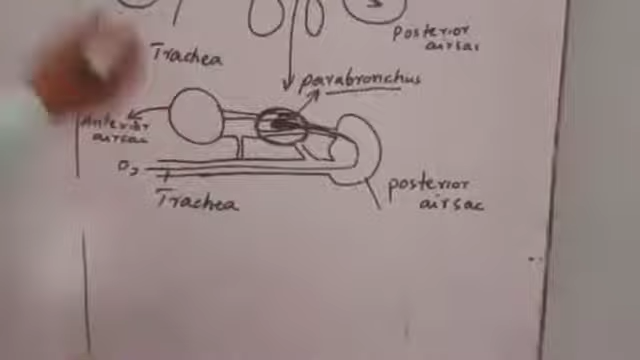 Posterior
airsac
Trachea
parabronchus
Anterior
airsac
O₂
Trachea
posterior
airsac